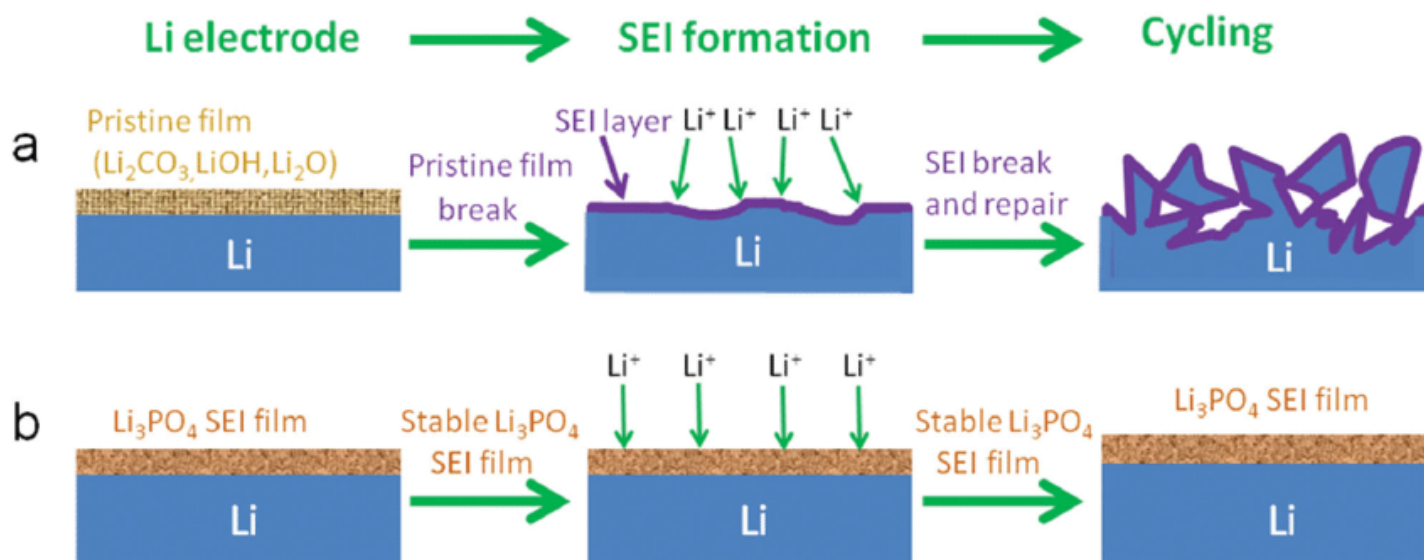 Li electrode
SEI formation
Cycling
a
Pristine film
(Li₂CO₃,LiOH,Li₂O)
Li
Pristine film
break
SEI layer
Li⁺ Li⁺ Li⁺ Li⁺
Li
SEI break
and repair
Li
b
Li₃PO₄ SEI film
Li
Stable Li₃PO₄
SEI film
Li⁺ Li⁺ Li⁺ Li⁺
Stable Li₃PO₄
SEI film
Li₃PO₄ SEI film
Li